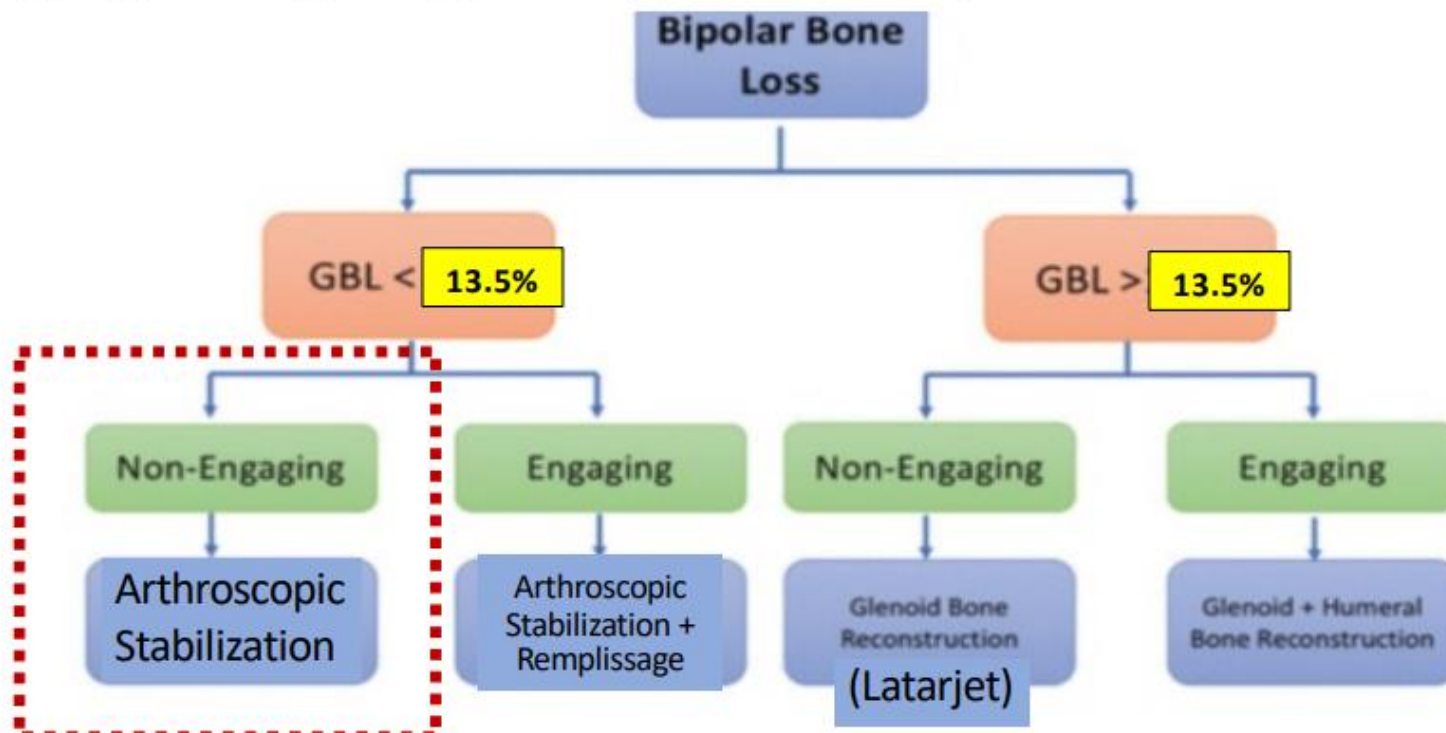 Bipolar Bone
Loss
GBL < 13.5%
GBL > 13.5%
Non-Engaging
Engaging
Non-Engaging
Engaging
Arthroscopic
Stabilization
Arthroscopic
Stabilization +
Remplissage
Glenoid Bone
Reconstruction
(Latarjet)
Glenoid + Humeral
Bone Reconstruction